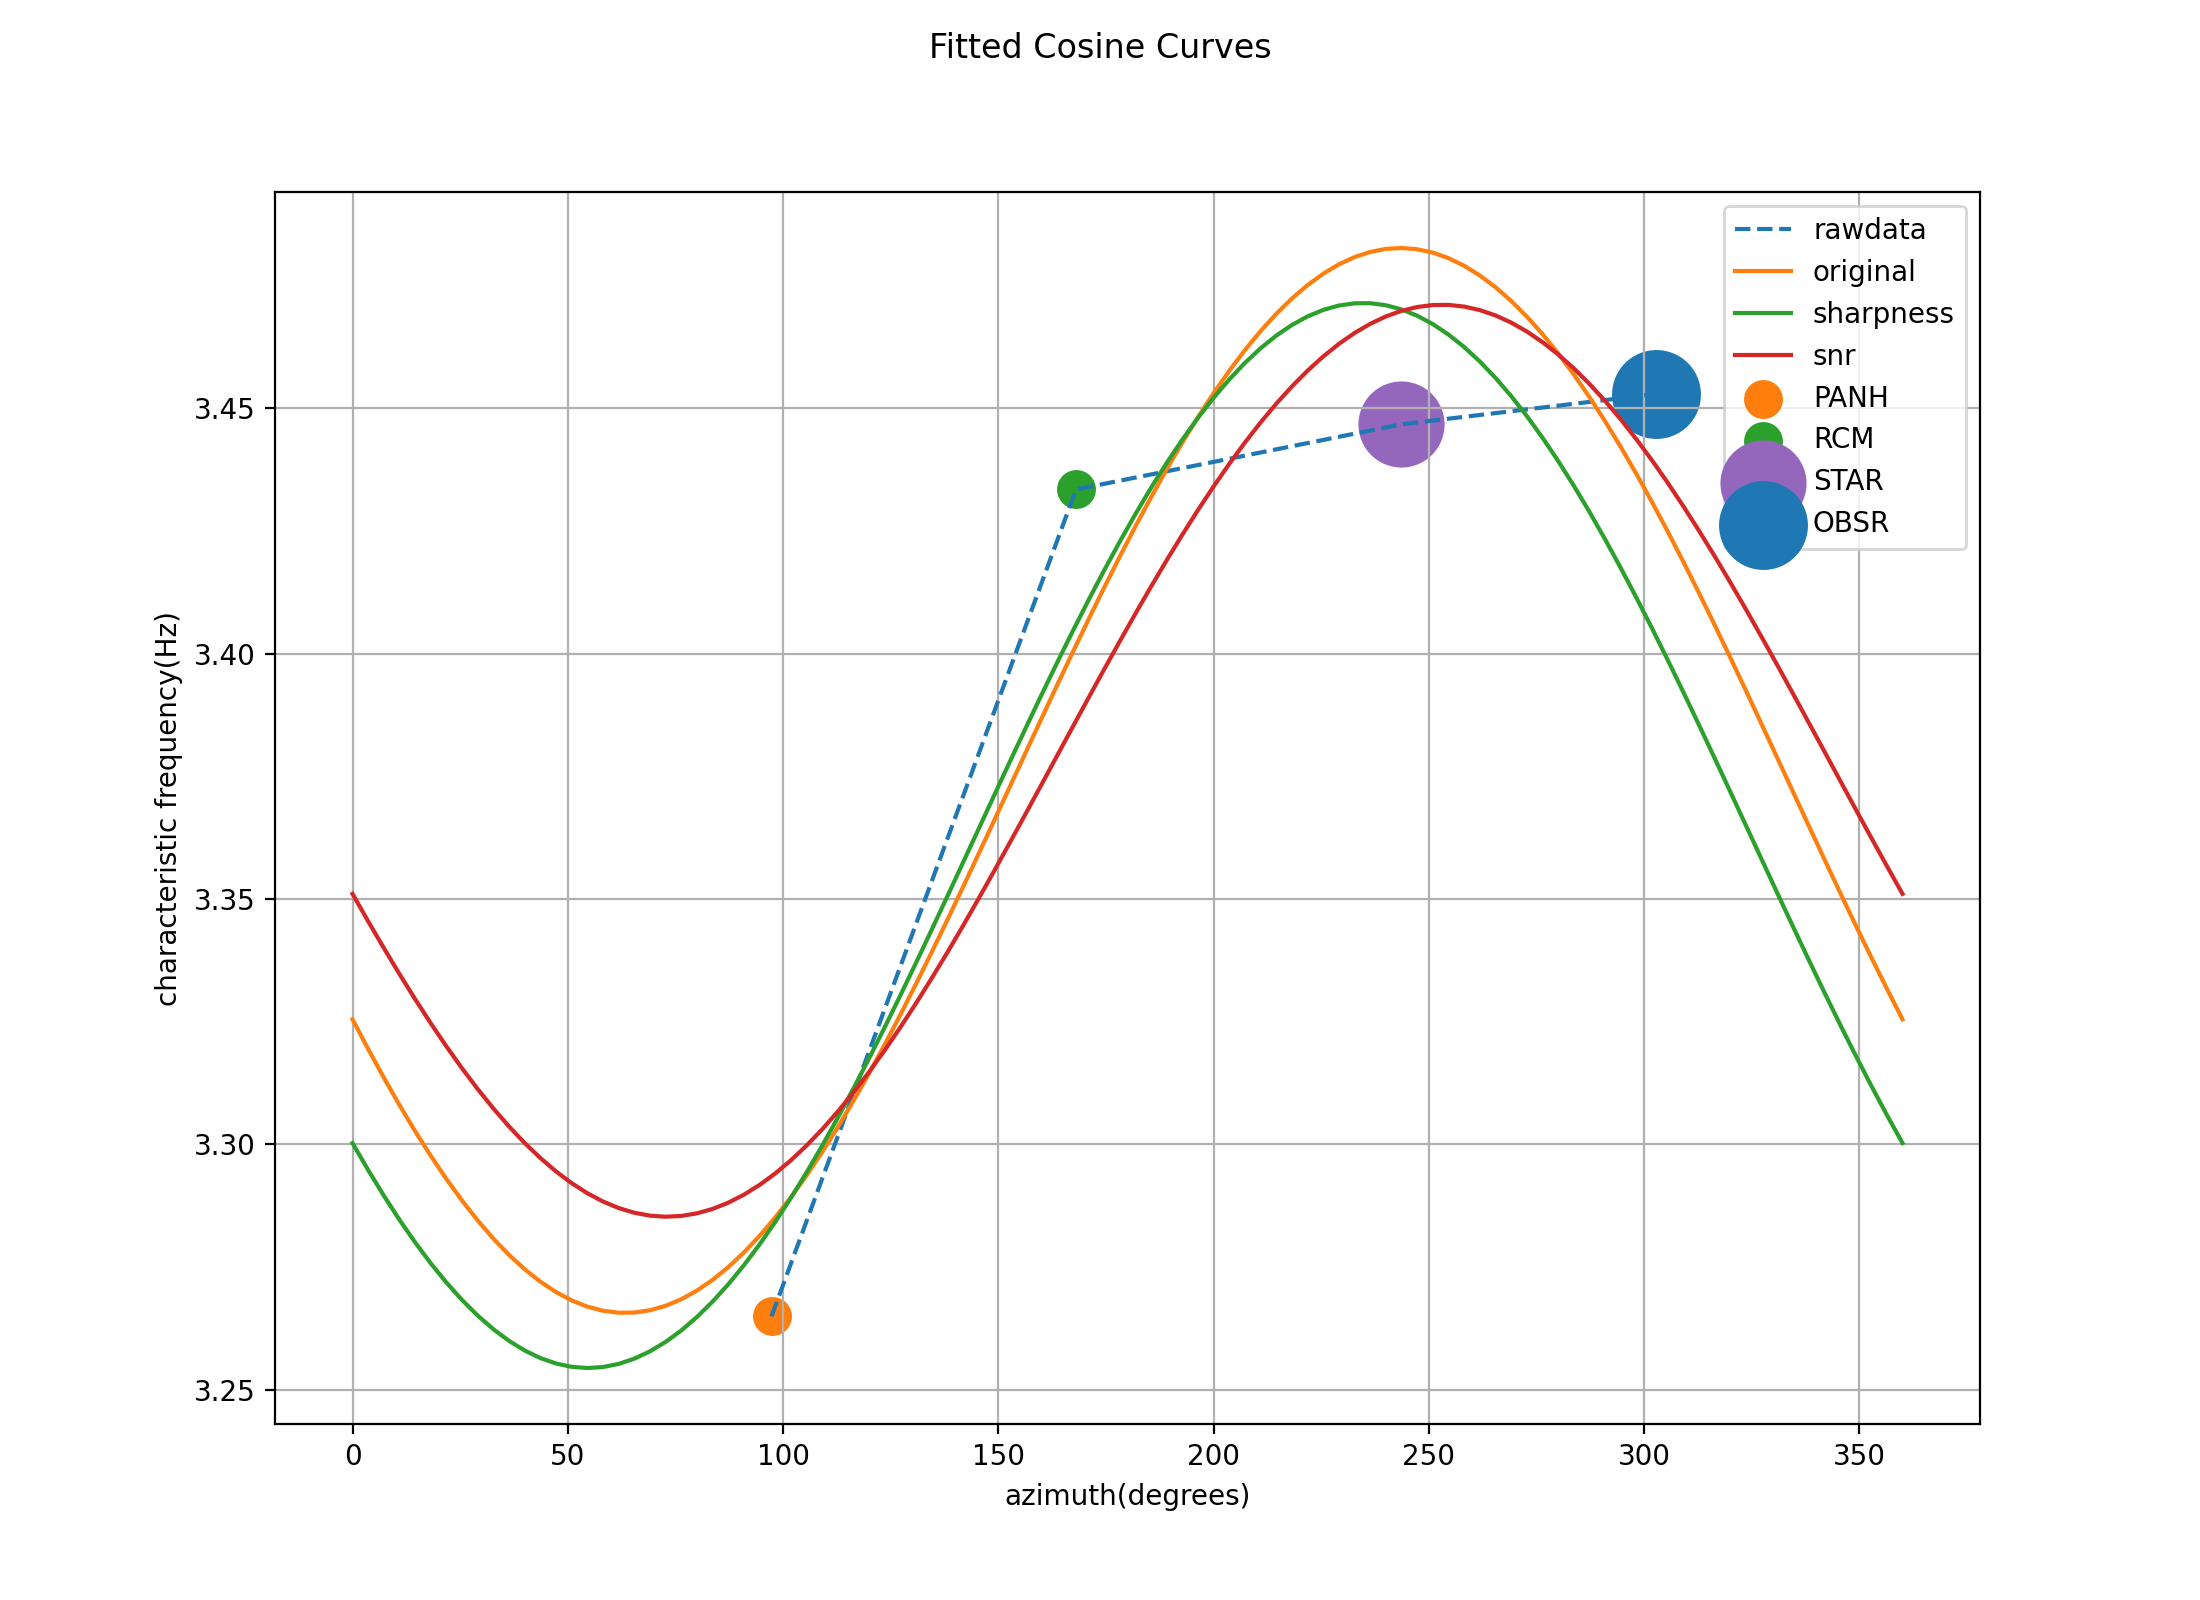 Fitted Cosine Curves
rawdata
original
sharpness
snr
PANH
RCM
STAR
OBSR
3.45
3.40
3.35
3.30
3.25
characteristic frequency(Hz)
0 50 100 150 200 250 300 350
azimuth(degrees)